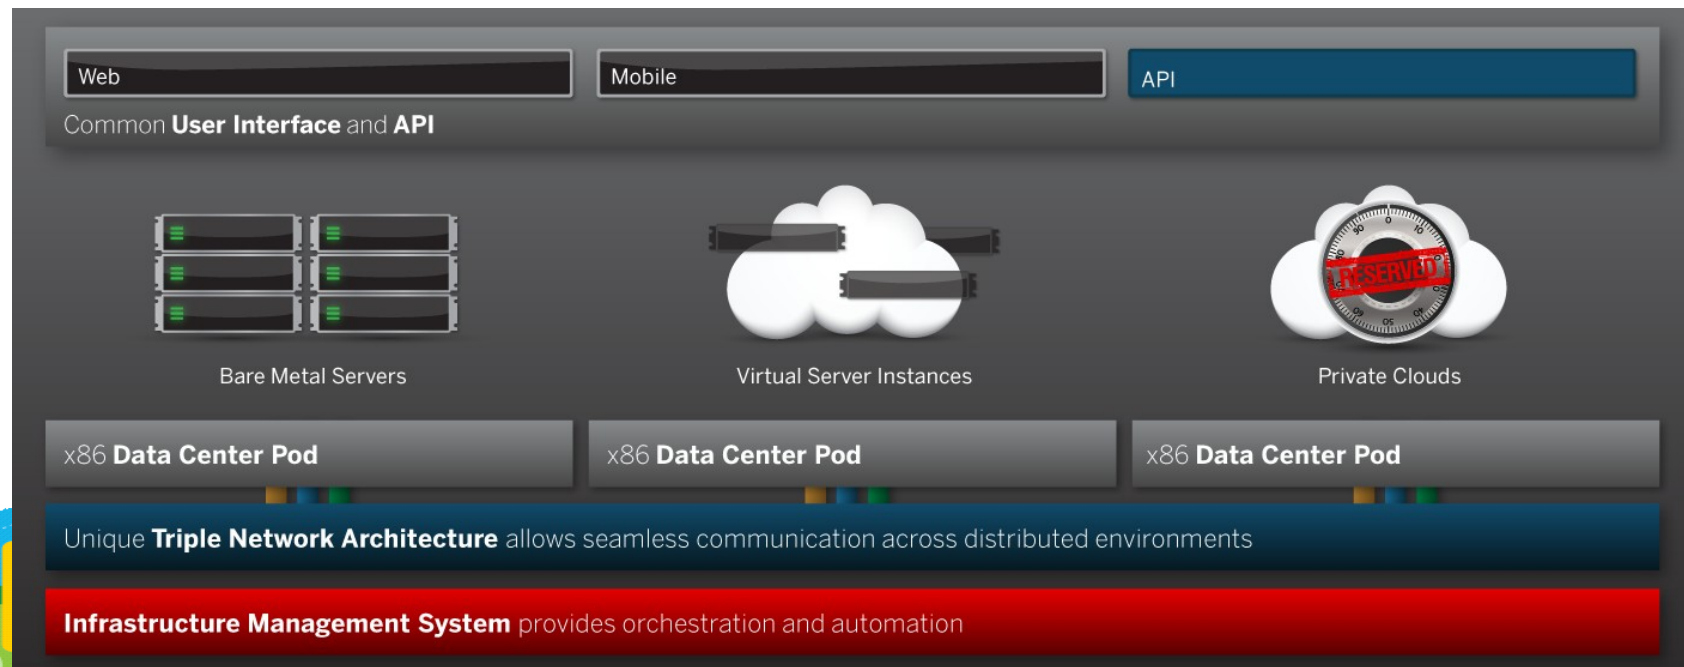 Web
Mobile
API
Common User Interface and API
RESERVED
Bare Metal Servers
Virtual Server Instances
Private Clouds
x86 Data Center Pod
x86 Data Center Pod
x86 Data Center Pod
Unique Triple Network Architecture allows seamless communication across distributed environments
Infrastructure Management System provides orchestration and automation